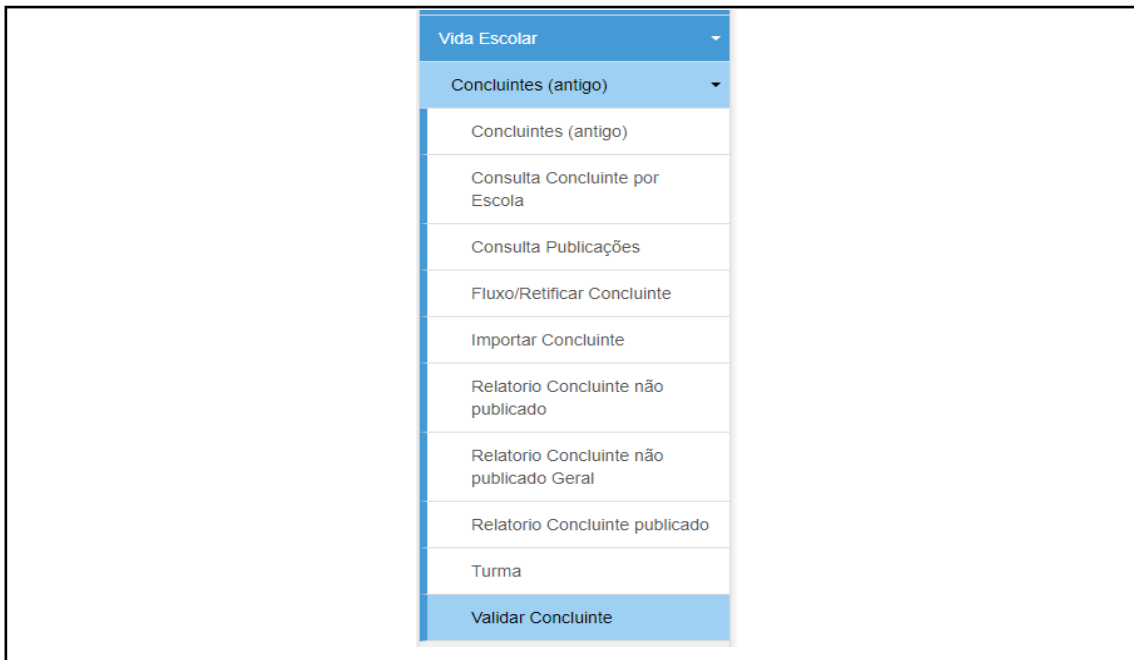 Vida Escolar
Concluintes (antigo)
Concluintes (antigo)
Consulta Concluinte por
Escola
Consulta Publicações
Fluxo/Retificar Concluinte
Importar Concluinte
Relatorio Concluinte não
publicado
Relatorio Concluinte não
publicado Geral
Relatorio Concluinte publicado
Turma
Validar Concluinte